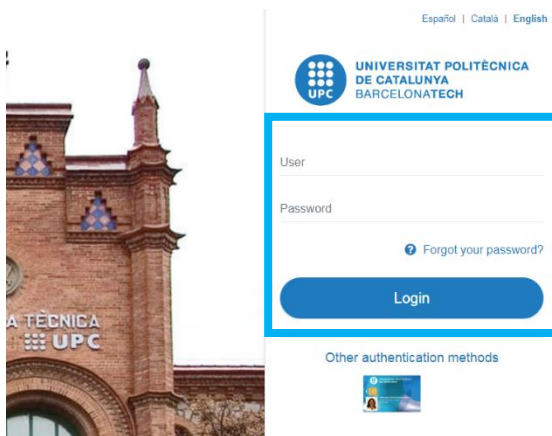 Español | Català | English
UNIVERSITAT POLITÈCNICA
DE CATALUNYA
BARCELONATECH
UPC
User
Password
Forgot your password?
Login
A TÈCNICA
UPC
Other authentication methods